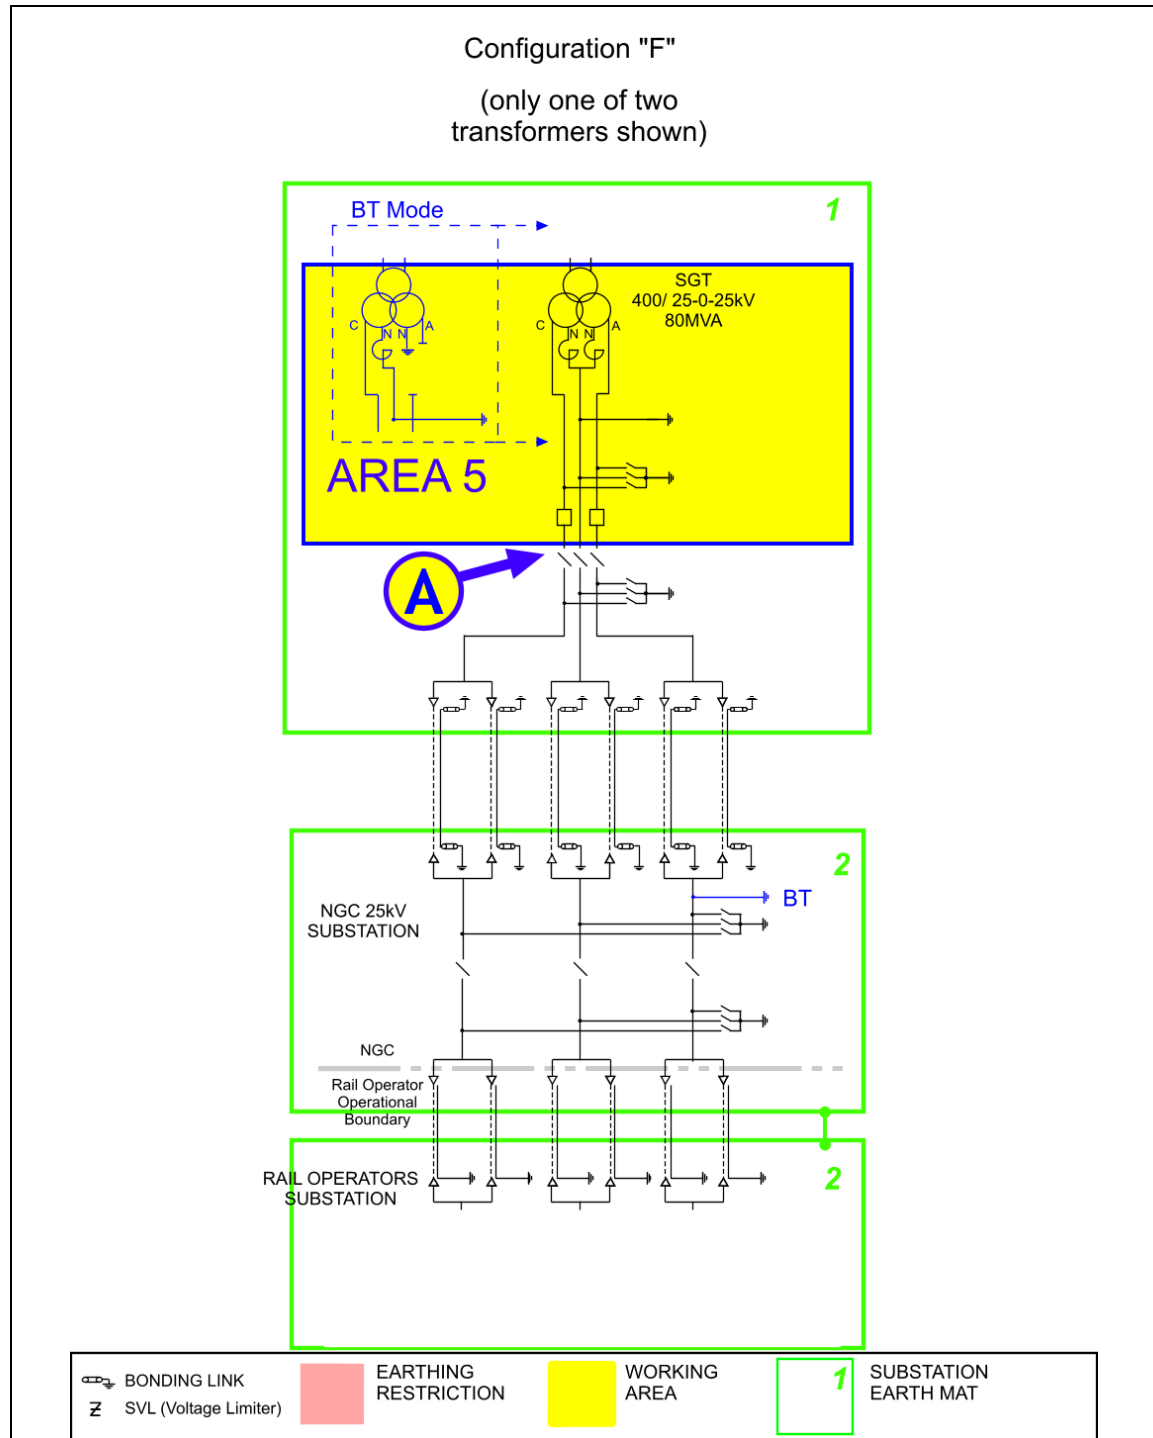 Configuration "F"
(only one of two
transformers shown)
1
BT Mode
SGT
400/ 25-0-25kV
80MVA
C
N
N
A
C
N
N
A
AREA 5
A
2
BT
NGC 25kV
SUBSTATION
NGC
Rail Operator
Operational
Boundary
RAIL OPERATORS
SUBSTATION
2
BONDING LINK
SVL (Voltage Limiter)
EARTHING
RESTRICTION
WORKING
AREA
1
SUBSTATION
EARTH MAT